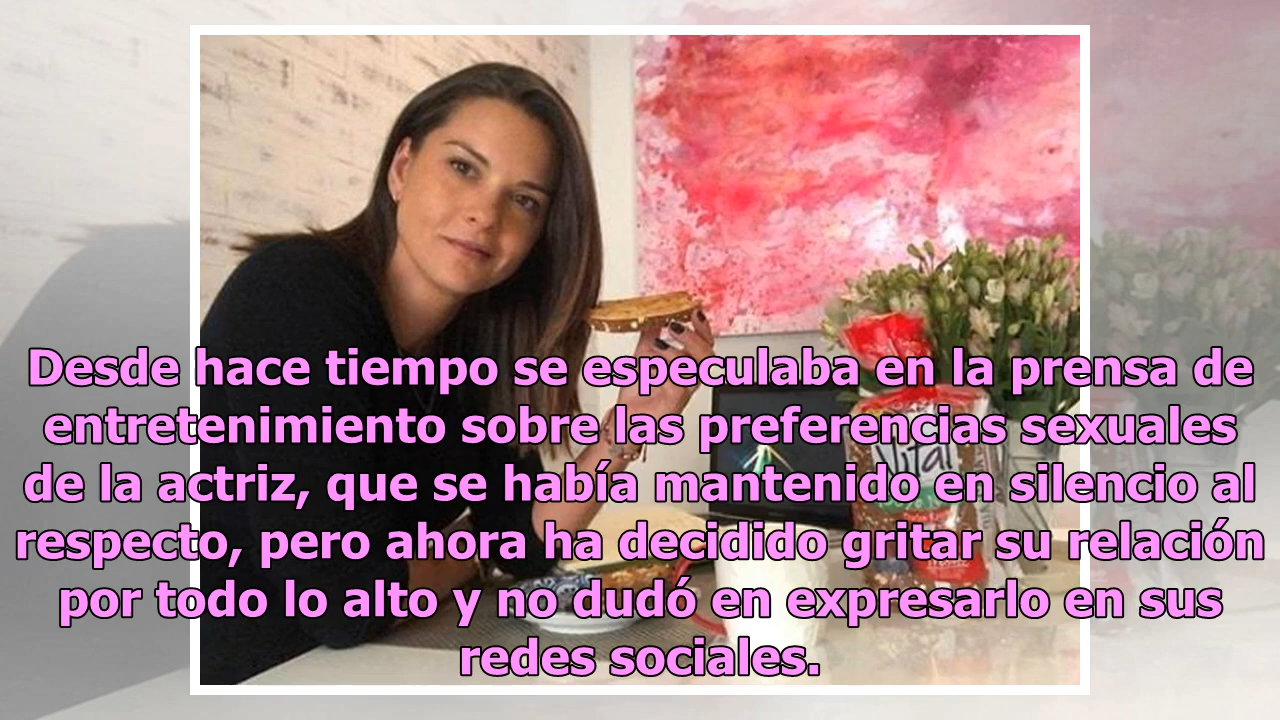 Desde hace tiempo se especulaba en la prensa de
entretenimiento sobre las preferencias sexuales
de la actriz, que se había mantenido en silencio al
respecto, pero ahora ha decidido gritar su relación
por todo lo alto y no dudó en expresarlo en sus
redes sociales.
Vital